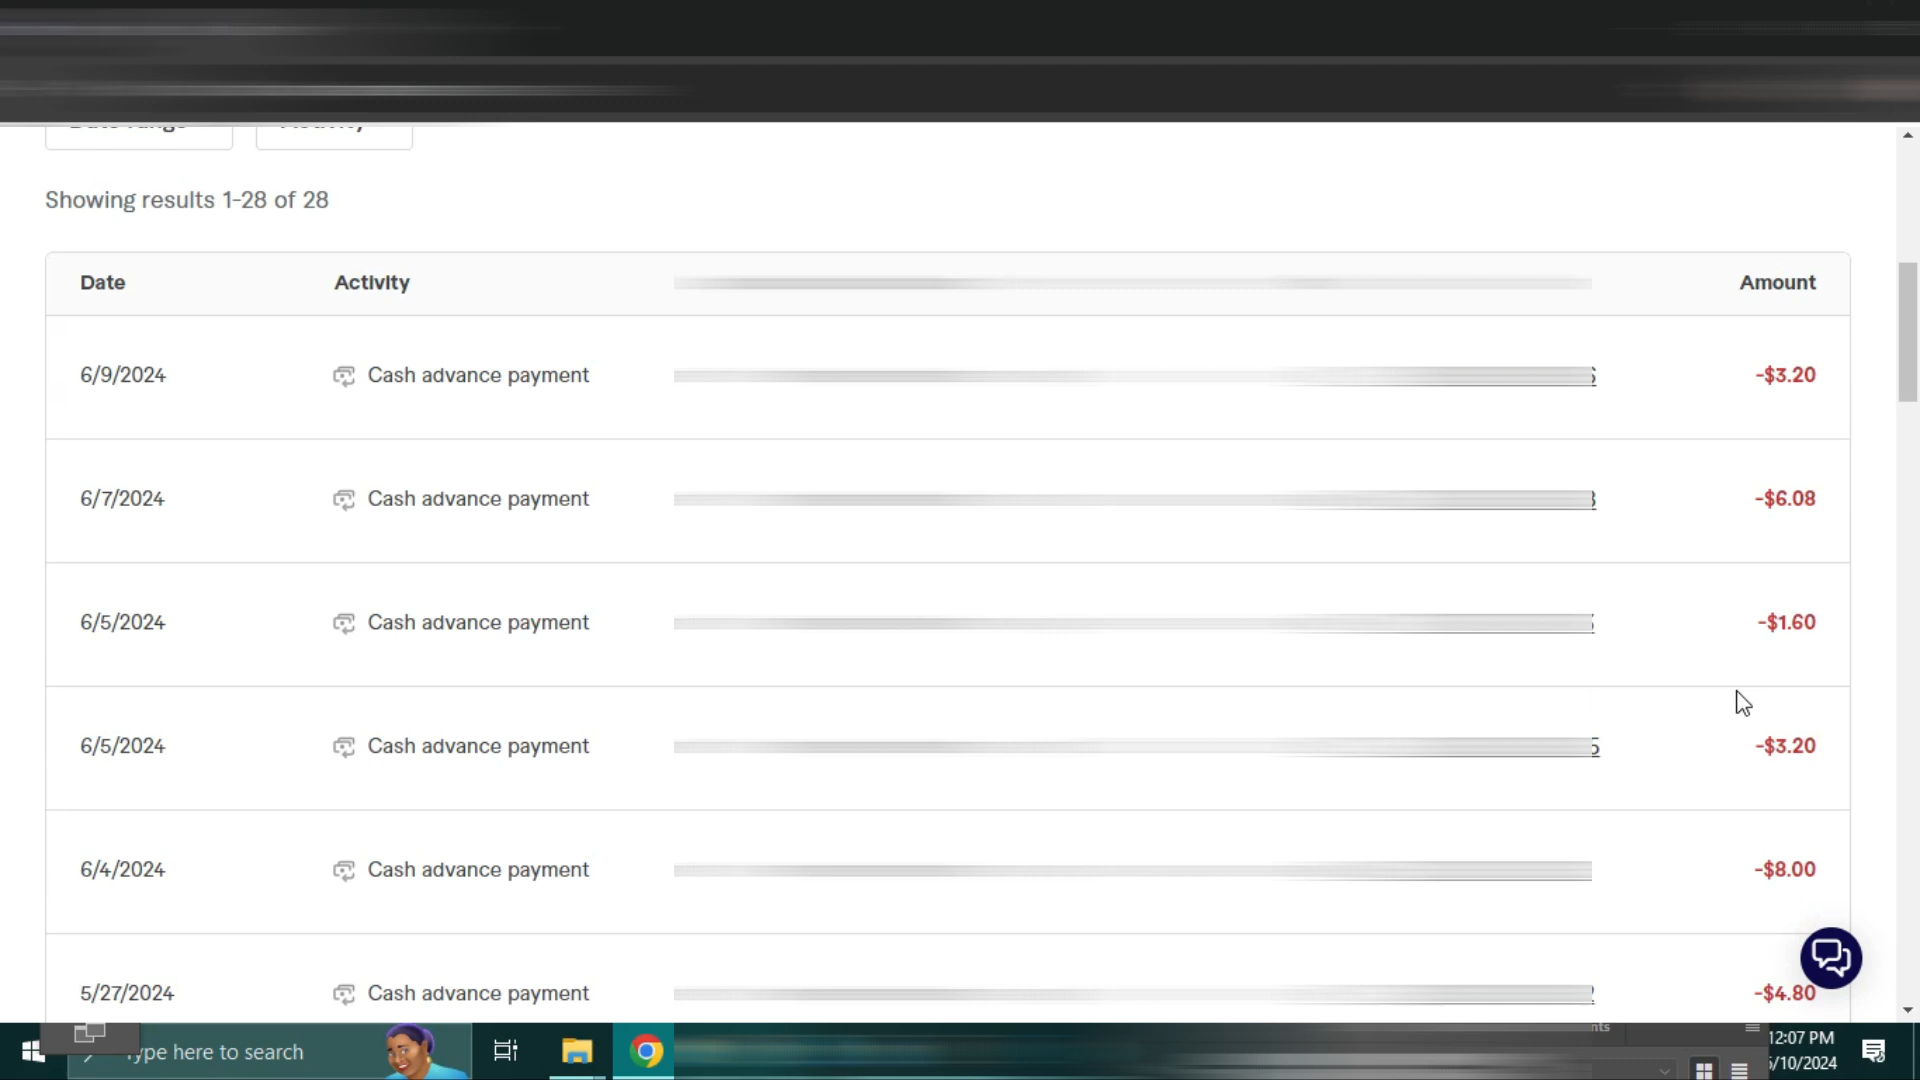 Showing results 1-28 of 28
Date Activity Amount
6/9/2024 Cash advance payment -$3.20
6/7/2024 Cash advance payment -$6.08
6/5/2024 Cash advance payment -$1.60
6/5/2024 Cash advance payment -$3.20
6/4/2024 Cash advance payment -$8.00
5/27/2024 Cash advance payment -$4.80
Type here to search
12:07 PM